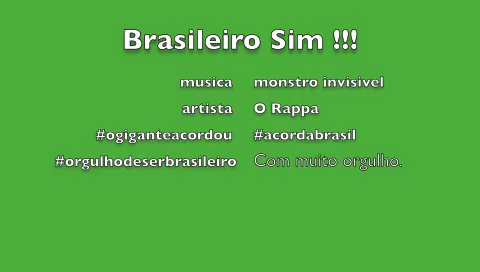 Brasileiro Sim !!!
musica monstro invisivel
artista O Rappa
#ogiganteacordou #acordabrasil
#orgulhodeserbrasileiro Com muito orgulho.